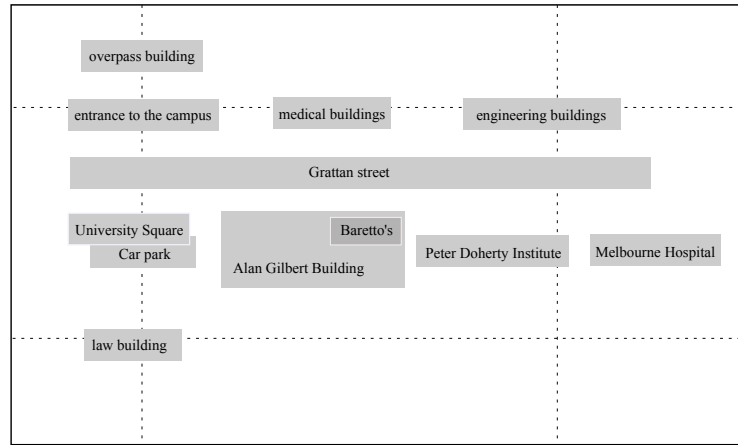 overpass building
entrance to the campus
medical buildings
engineering buildings
Grattan street
University Square
Baretto's
Car park
Alan Gilbert Building
Peter Doherty Institute
Melbourne Hospital
law building